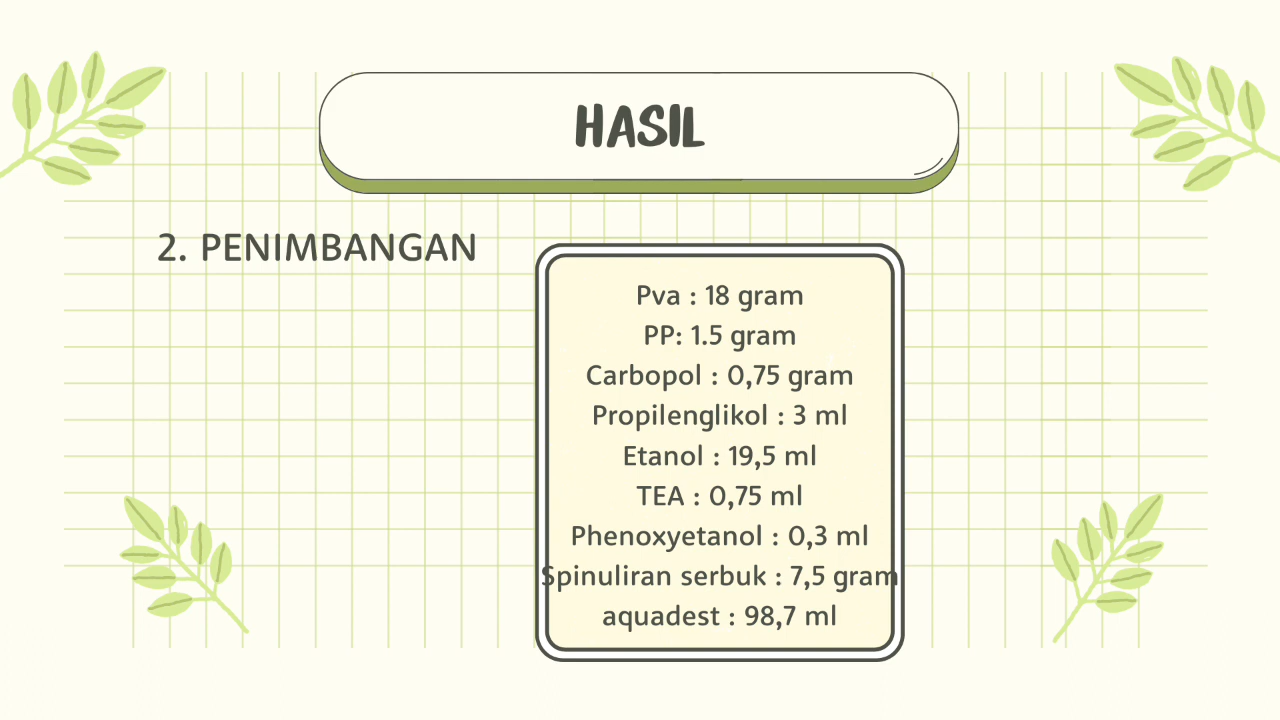 HASIL
2. PENIMBANGAN
Pva : 18 gram
PP: 1.5 gram
Carbopol : 0,75 gram
Propilenglikol : 3 ml
Etanol : 19,5 ml
TEA : 0,75 ml
Phenoxyetanol : 0,3 ml
Spinuliran serbuk : 7,5 gram
aquadest : 98,7 ml